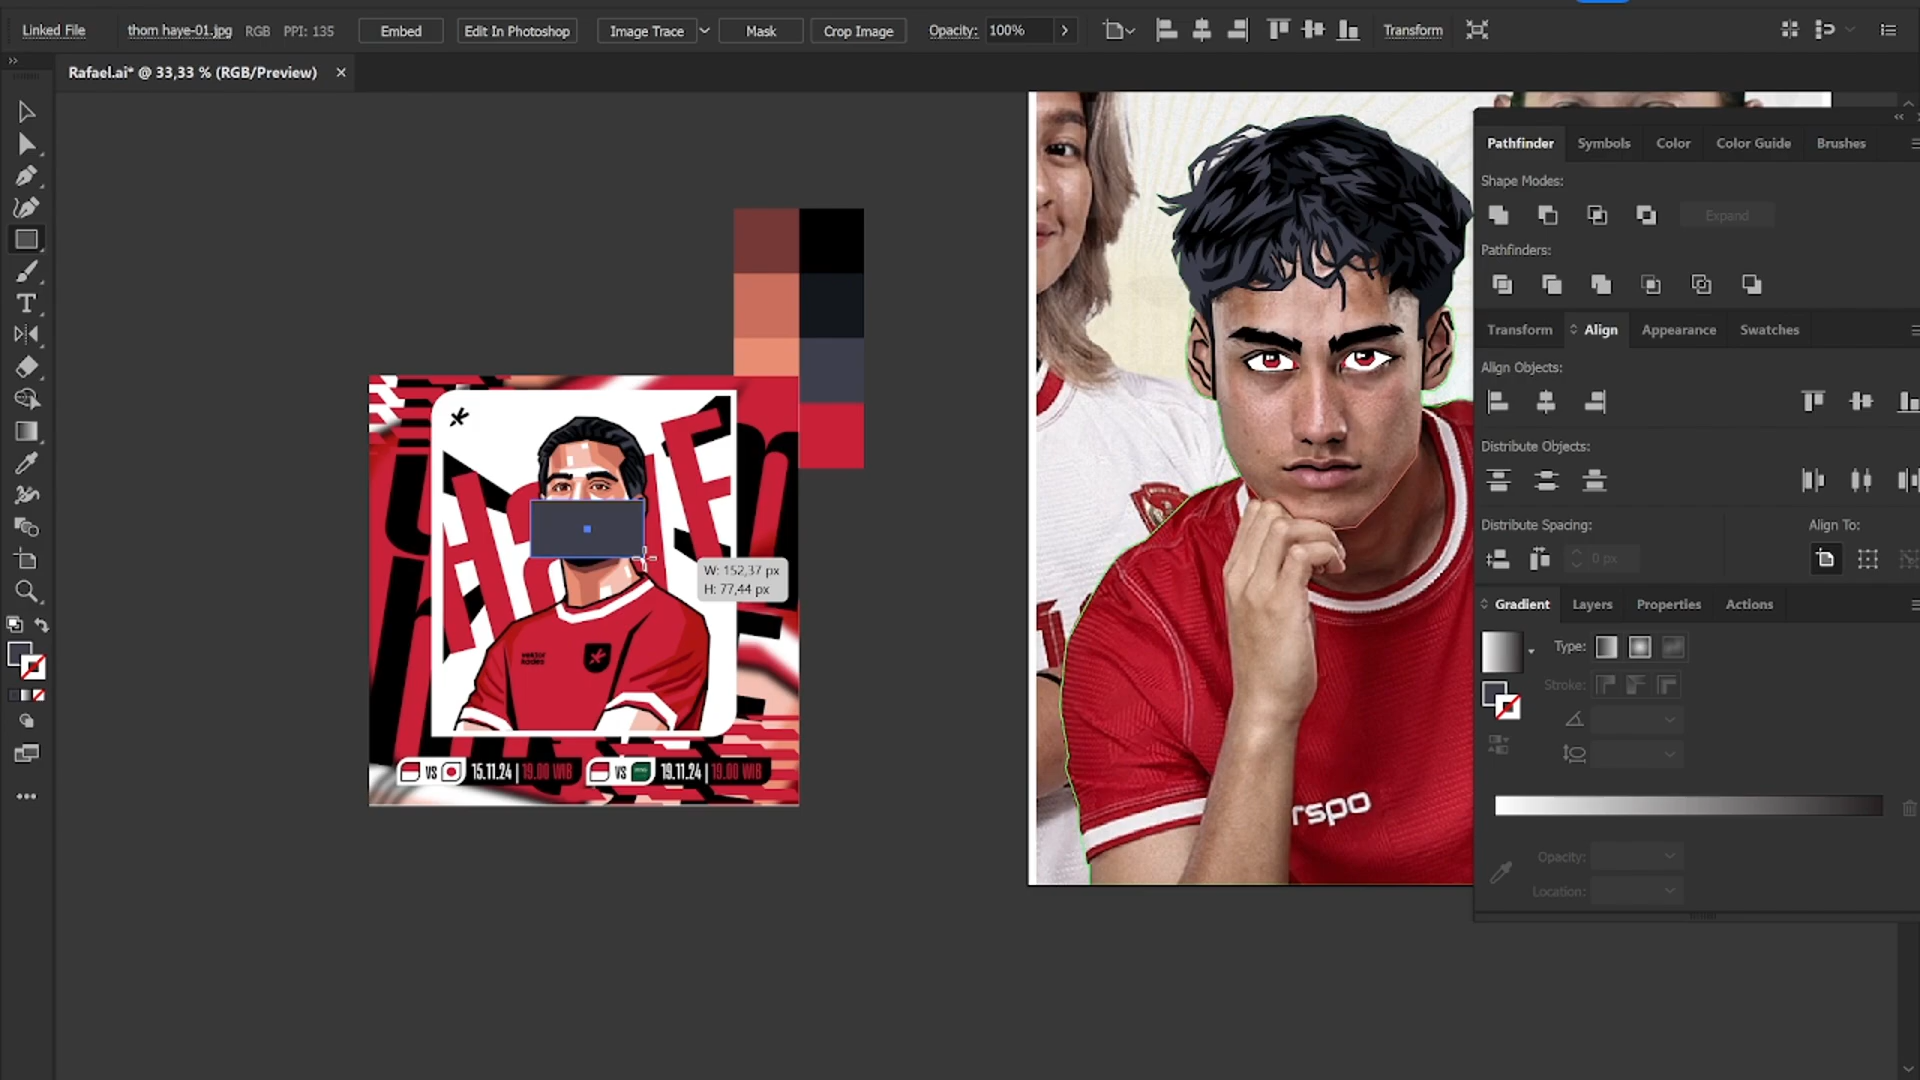 Linked File
thom haye-01.jpg
RGB
PPI: 135
Embed
Edit In Photoshop
Image Trace
Mask
Crop Image
Opacity:
100%
Transform
Rafael.ai* @ 33,33 % (RGB/Preview)
Pathfinder
Symbols
Color
Color Guide
Brushes
Shape Modes:
Expand
Pathfinders:
Transform
Align
Appearance
Swatches
Align Objects:
Distribute Objects:
Distribute Spacing:
Align To:
0 px
Gradient
Layers
Properties
Actions
Type:
Stroke:
Opacity:
Location:
W: 152,37 px
H: 77,44 px
VS
15.11.24 | 19.00 WIB
VS
19.11.24 | 19.00 WIB
rspo